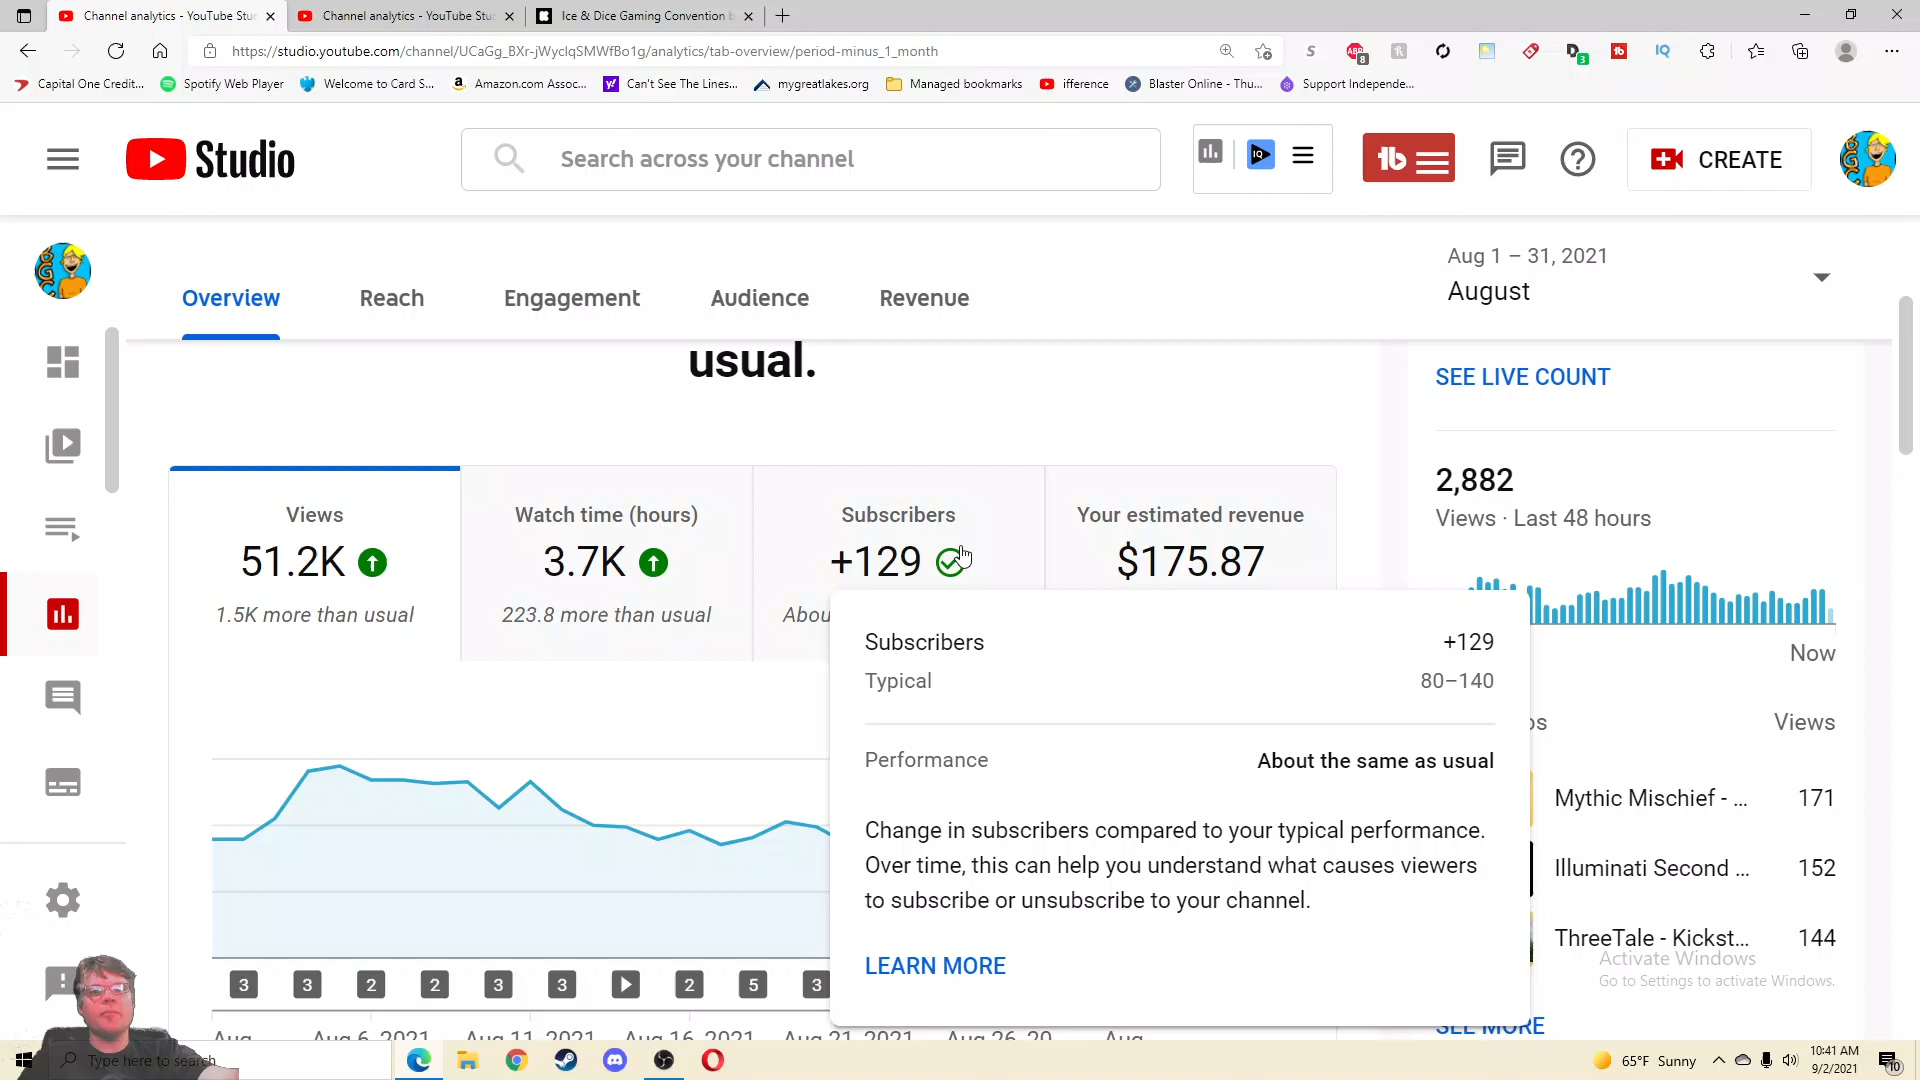 Channel analytics - YouTube Stu
Channel analytics - YouTube Stu
Ice & Dice Gaming Convention b
https://studio.youtube.com/channel/UCaGg_BXr-jWyclqSMWfBo1g/analytics/tab-overview/period-minus_1_month
Capital One Credit...
Spotify Web Player
Welcome to Card S...
Amazon.com Assoc...
Can't See The Lines...
mygreatlakes.org
Managed bookmarks
ifference
Blaster Online - Thu...
Support Independe...
Studio
Search across your channel
CREATE
Overview
Reach
Engagement
Audience
Revenue
Aug 1 – 31, 2021
August
usual.
SEE LIVE COUNT
Views
51.2K
1.5K more than usual
Watch time (hours)
3.7K
223.8 more than usual
Subscribers
+129
Abou
Your estimated revenue
$175.87
2,882
Views · Last 48 hours
Now
Subscribers +129
Typical 80–140
Performance About the same as usual
Change in subscribers compared to your typical performance.
Over time, this can help you understand what causes viewers
to subscribe or unsubscribe to your channel.
LEARN MORE
os Views
Mythic Mischief - ... 171
Illuminati Second ... 152
ThreeTale - Kickst... 144
Activate Windows
Go to Settings to activate Windows.
SEE MORE
3 3 2 2 3 3 2 5 3
Aug Aug 6, 2021 Aug 11, 2021 Aug 16, 2021 Aug 21, 2021 Aug 26, 20 Aug
Type here to search
65°F Sunny
10:41 AM
9/2/2021